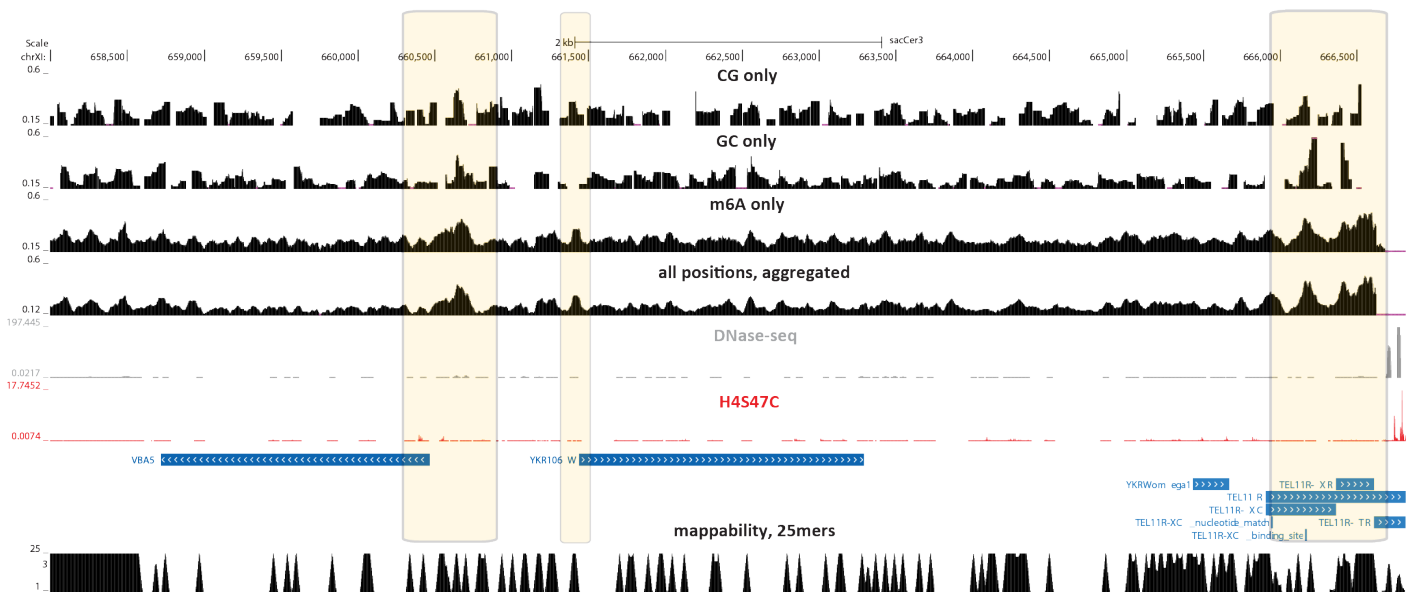 Scale
2 kb
sacCer3
chrXI:
658,500
659,000
659,500
660,000
660,500
661,000
661,500
662,000
662,500
663,000
663,500
664,000
664,500
665,000
665,500
666,000
666,500
0.6
CG only
0.15
0.6
GC only
0.15
0.6
m6A only
0.15
0.6
all positions, aggregated
0.12
197.445
DNase-seq
0.0217
17.7452
H4S47C
0.0074
VBA5
YKR106 W
YKRWom ega1
TEL11R- X R
TEL11 R
TEL11R- X C
TEL11R-XC _nucleotide_match
TEL11R- TR
TEL11R-XC _binding_site
mappability, 25mers
25
3
1